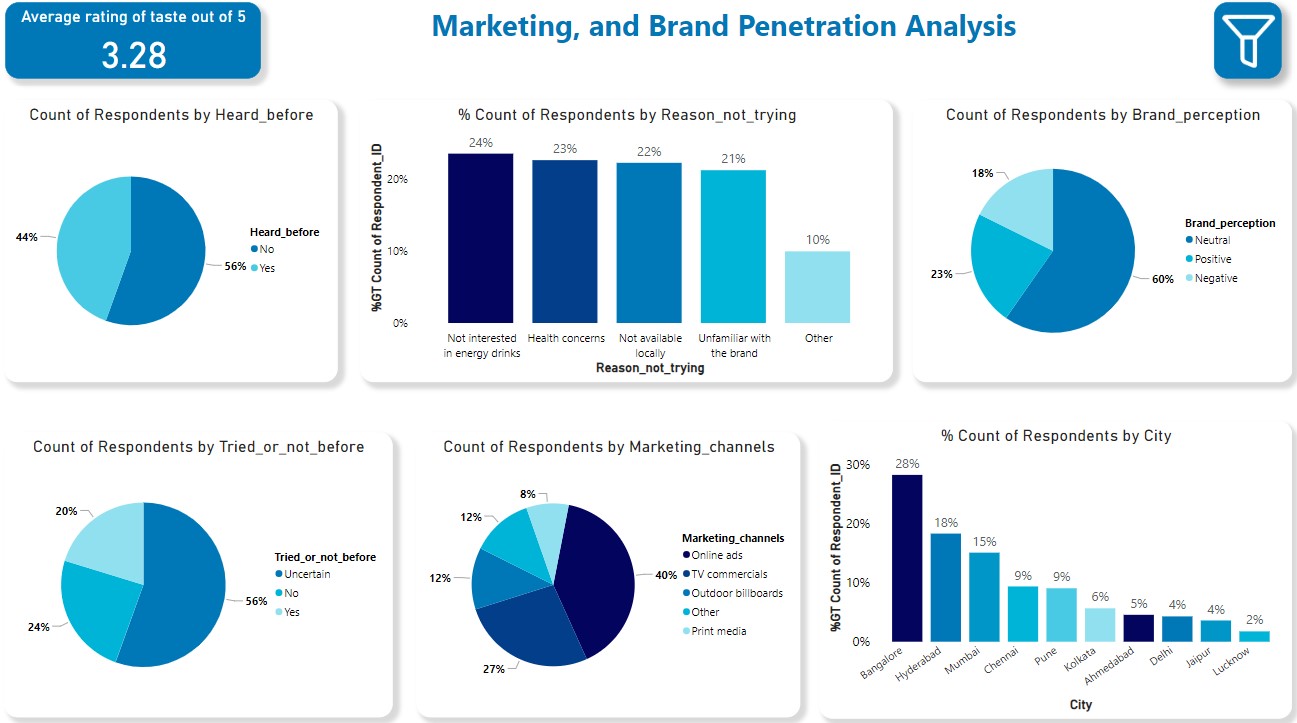 Average rating of taste out of 5
3.28
Marketing, and Brand Penetration Analysis
Count of Respondents by Heard_before
44%
56%
Heard_before
No
Yes
% Count of Respondents by Reason_not_trying
%GT Count of Respondent_ID
20%
10%
0%
24%
23%
22%
21%
10%
Not interested
in energy drinks
Health concerns
Not available
locally
Unfamiliar with
the brand
Other
Reason_not_trying
Count of Respondents by Brand_perception
18%
23%
60%
Brand_perception
Neutral
Positive
Negative
Count of Respondents by Tried_or_not_before
20%
24%
56%
Tried_or_not_before
Uncertain
No
Yes
Count of Respondents by Marketing_channels
8%
12%
12%
27%
40%
Marketing_channels
Online ads
TV commercials
Outdoor billboards
Other
Print media
% Count of Respondents by City
%GT Count of Respondent_ID
30%
20%
10%
0%
28%
18%
15%
9%
9%
6%
5%
4%
4%
2%
Bangalore
Hyderabad
Mumbai
Chennai
Pune
Kolkata
Ahmedabad
Delhi
Jaipur
Lucknow
City